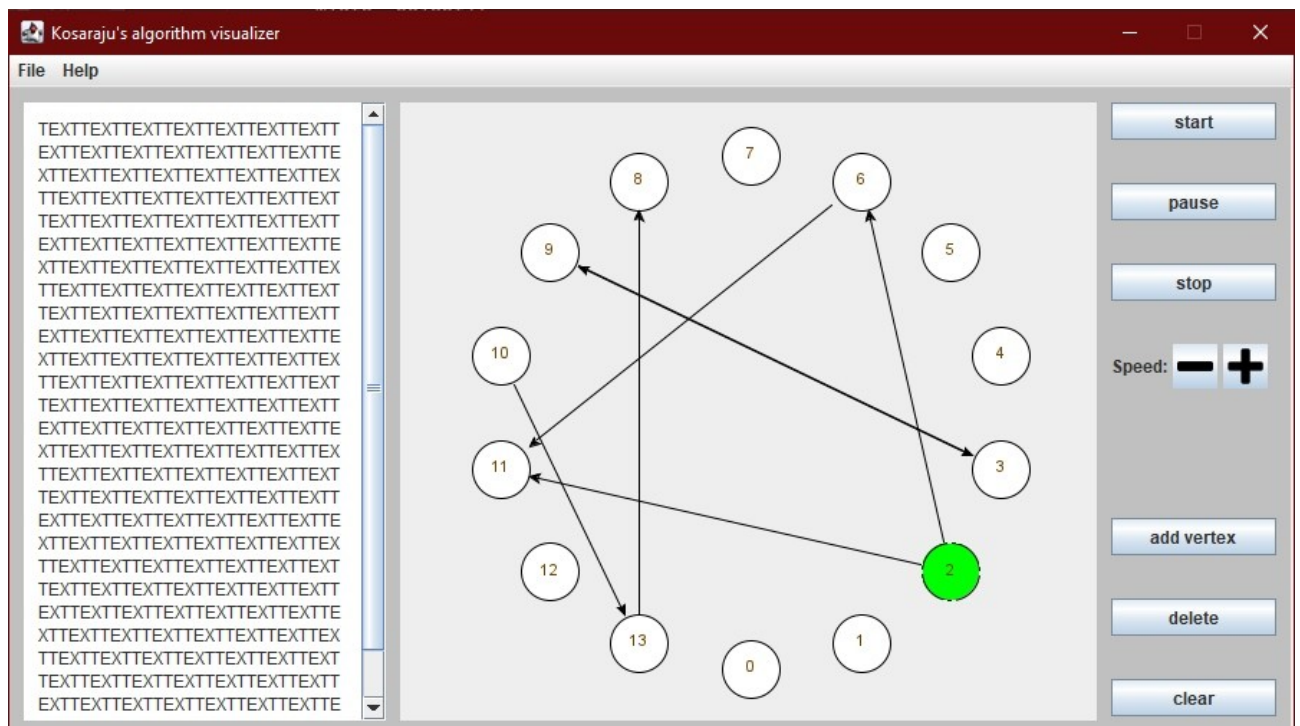 Kosaraju's algorithm visualizer
File Help
TEXTTEXTTEXTTEXTTEXTTEXTTEXTT
EXTTEXTTEXTTEXTTEXTTEXTTEXTTE
XTTEXTTEXTTEXTTEXTTEXTTEXTTEX
TTEXTTEXTTEXTTEXTTEXTTEXTTEXT
TEXTTEXTTEXTTEXTTEXTTEXTTEXTT
EXTTEXTTEXTTEXTTEXTTEXTTEXTTE
XTTEXTTEXTTEXTTEXTTEXTTEXTTEX
TTEXTTEXTTEXTTEXTTEXTTEXTTEXT
TEXTTEXTTEXTTEXTTEXTTEXTTEXTT
EXTTEXTTEXTTEXTTEXTTEXTTEXTTE
XTTEXTTEXTTEXTTEXTTEXTTEXTTEX
TTEXTTEXTTEXTTEXTTEXTTEXTTEXT
TEXTTEXTTEXTTEXTTEXTTEXTTEXTT
EXTTEXTTEXTTEXTTEXTTEXTTEXTTE
XTTEXTTEXTTEXTTEXTTEXTTEXTTEX
TTEXTTEXTTEXTTEXTTEXTTEXTTEXT
TEXTTEXTTEXTTEXTTEXTTEXTTEXTT
EXTTEXTTEXTTEXTTEXTTEXTTEXTTE
XTTEXTTEXTTEXTTEXTTEXTTEXTTEX
TTEXTTEXTTEXTTEXTTEXTTEXTTEXT
TEXTTEXTTEXTTEXTTEXTTEXTTEXTT
EXTTEXTTEXTTEXTTEXTTEXTTEXTTE
XTTEXTTEXTTEXTTEXTTEXTTEXTTEX
TTEXTTEXTTEXTTEXTTEXTTEXTTEXT
TEXTTEXTTEXTTEXTTEXTTEXTTEXTT
EXTTEXTTEXTTEXTTEXTTEXTTEXTTE
7
8
6
9
5
10
4
11
3
12
2
13
1
0
start
pause
stop
Speed:
add vertex
delete
clear